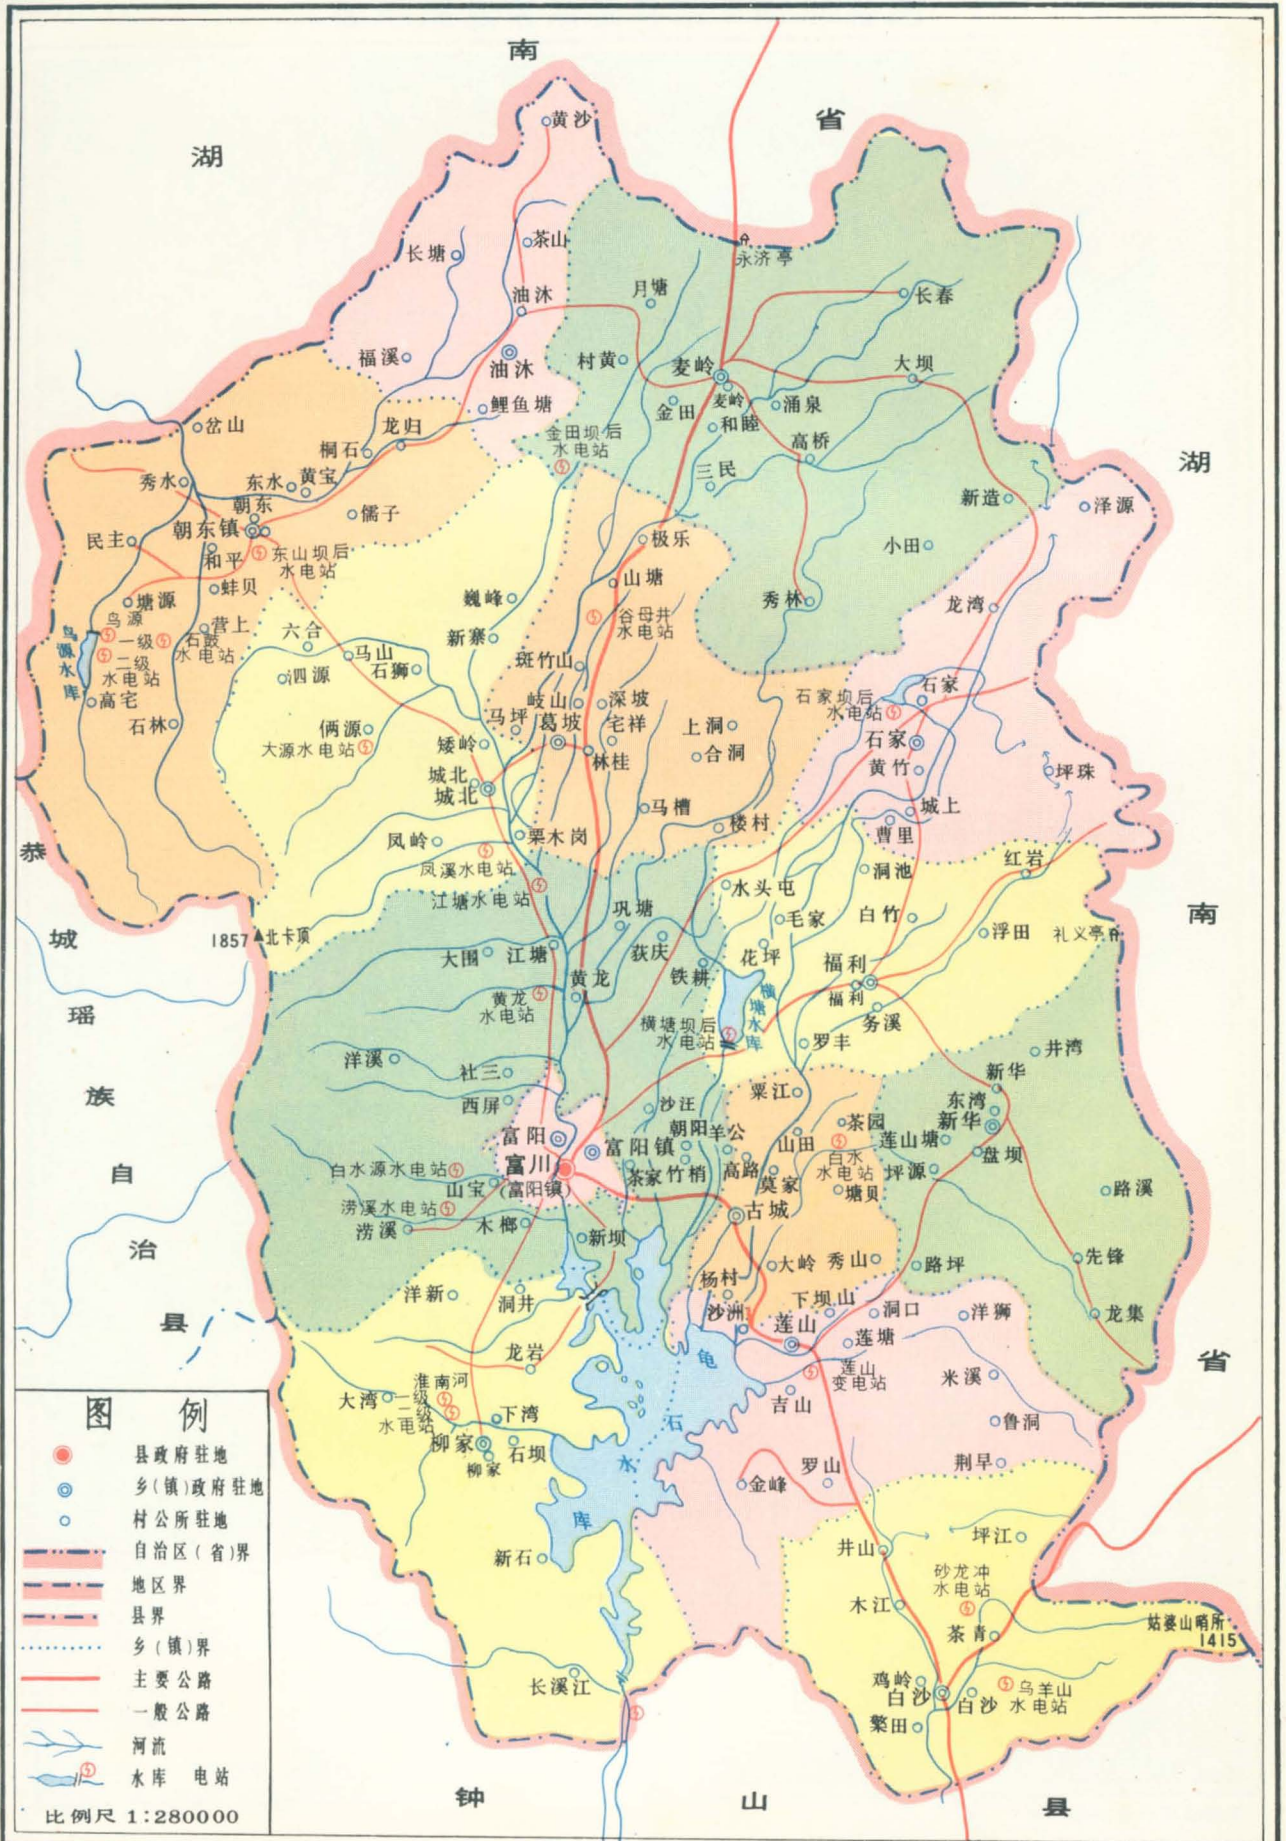 南
省
湖
黄沙
茶山
长塘
永济亭
油沐
月塘
长春
福溪
油沐
村黄
麦岭
大坝
鲤鱼塘
金田
麦岭
涌泉
和睦
岔山
龙归
桐石
金田坝后
水电站
高桥
湖
三民
秀水
东水
黄宝
新造
泽源
朝东
朝东镇
儒子
民主
和平
东山坝后
水电站
极乐
小田
山塘
蚌贝
塘源
巍峰
秀林
龙湾
鸟源
一级
二级
水电站
石鼓
水电站
营上
六合
谷母井
水电站
鸟源水库
新寨
马山
石狮
斑竹山
泗源
高宅
石家坝后
水电站
石家
岐山
深坡
石林
俩源
大源水电站
马坪
葛坡
宅祥
上洞
矮岭
林桂
合洞
石家
黄竹
坪珠
城北
城北
马槽
城上
楼村
曹里
凤岭
栗木岗
恭
城
瑶
族
自
治
县
凤溪水电站
洞池
红岩
江塘水电站
水头屯
巩塘
毛家
白竹
南
1857
北卡顶
大围
江塘
荻庆
花坪
浮田
礼义亭
黄龙
铁耕
福利
福利
黄龙
水电站
横塘水库
务溪
横塘坝后
水电站
罗丰
井湾
洋溪
社三
新华
西屏
粟江
东湾
沙汪
茶园
新华
富阳
朝阳
羊公
山田
莲山塘
富阳镇
白水
水电站
盘坝
富川
(富阳镇)
白水源水电站
高路
坪源
山宝
茶家
竹梢
莫家
塘贝
路溪
涝溪水电站
古城
涝溪
木榔
新坝
大岭
秀山
路坪
先锋
杨村
洋新
洞井
下坝山
沙洲
洞口
洋狮
龙集
莲山
莲塘
省
龙岩
莲山
变电站
淮南河
一级
二级
水电站
米溪
大湾
吉山
下湾
鲁洞
柳家
石坝
柳家
龟石水库
罗山
荆早
金峰
新石
井山
坪江
砂龙冲
水电站
木江
茶青
姑婆山哨所
1415
长溪江
鸡岭
白沙
白沙
乌羊山
水电站
鳌田
钟
山
县
图 例
县政府驻地
乡(镇)政府驻地
村公所驻地
自治区(省)界
地区界
县界
乡(镇)界
主要公路
一般公路
河流
水库 电站
比例尺 1:280000